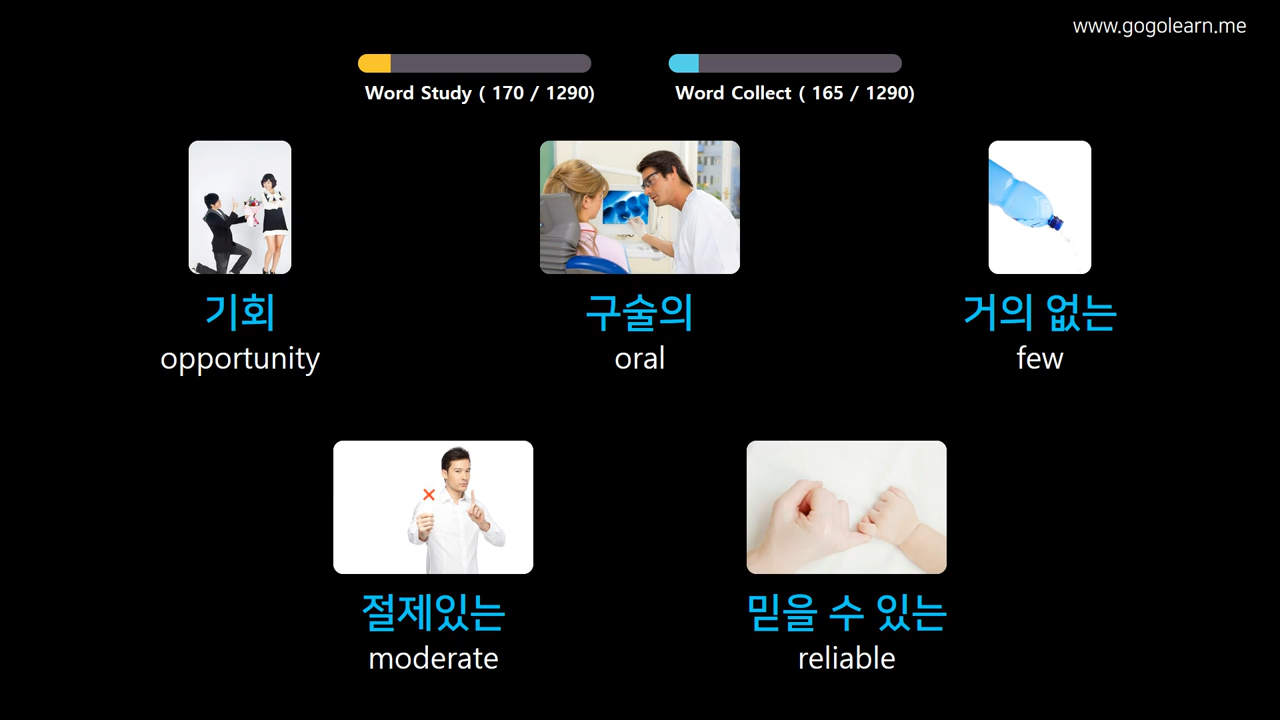 www.gogolearn.me
Word Study ( 170 / 1290)
Word Collect ( 165 / 1290)
기회
opportunity
구술의
oral
거의 없는
few
절제있는
moderate
믿을 수 있는
reliable